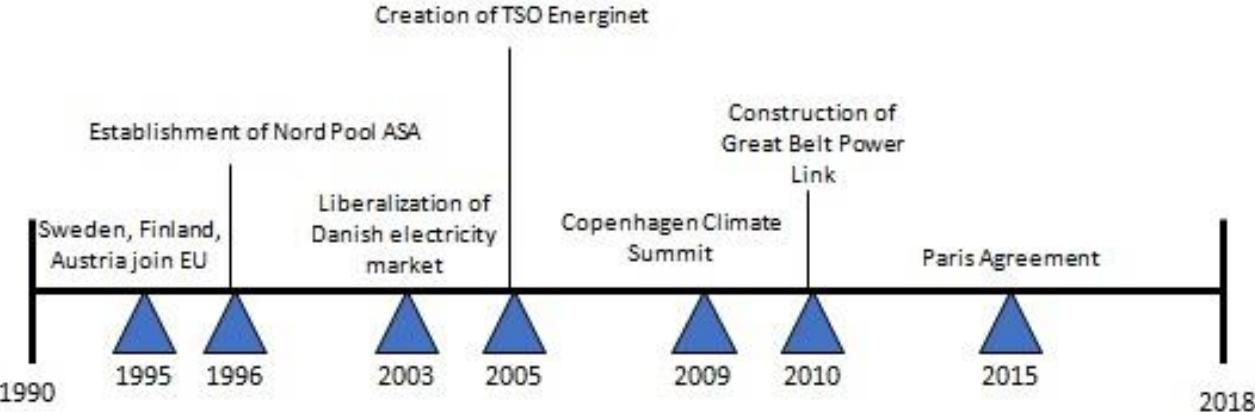 Creation of TSO Energinet
Establishment of Nord Pool ASA
Construction of
Great Belt Power
Link
Sweden, Finland,
Austria join EU
Liberalization of
Danish electricity
market
Copenhagen Climate
Summit
Paris Agreement
1990
1995
1996
2003
2005
2009
2010
2015
2018